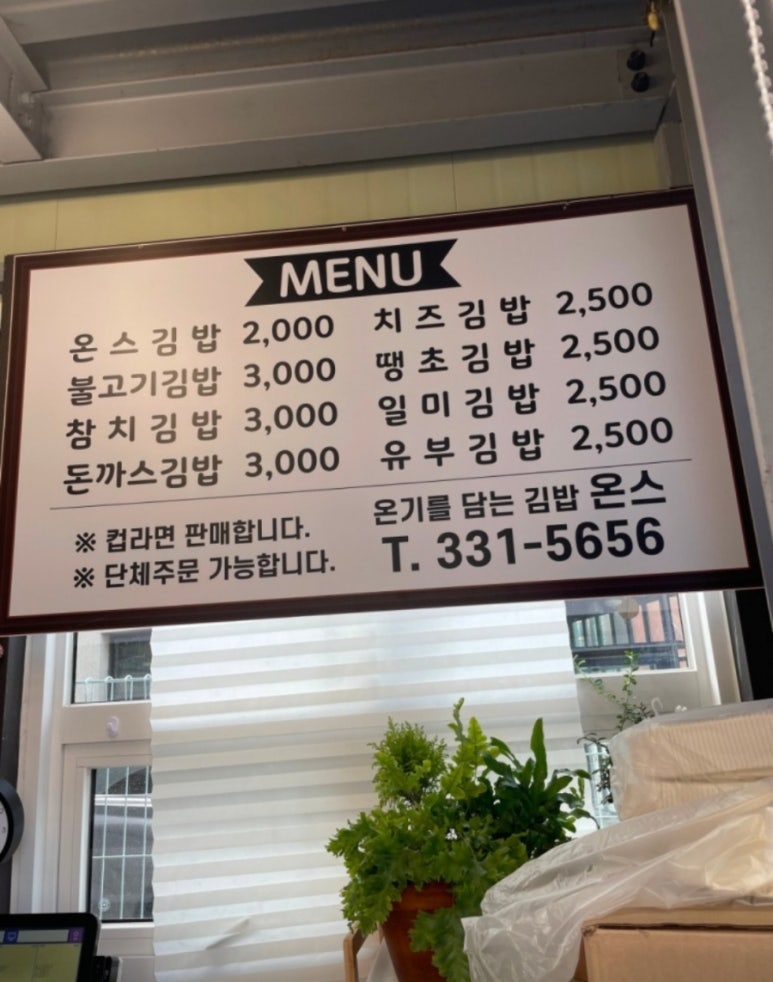 MENU
온스김밥 2,000
불고기김밥 3,000
참치김밥 3,000
돈까스김밥 3,000
치즈김밥 2,500
땡초김밥 2,500
일미김밥 2,500
유부김밥 2,500
※ 컵라면 판매합니다.
※ 단체주문 가능합니다.
온기를 담는 김밥 온스
T. 331-5656